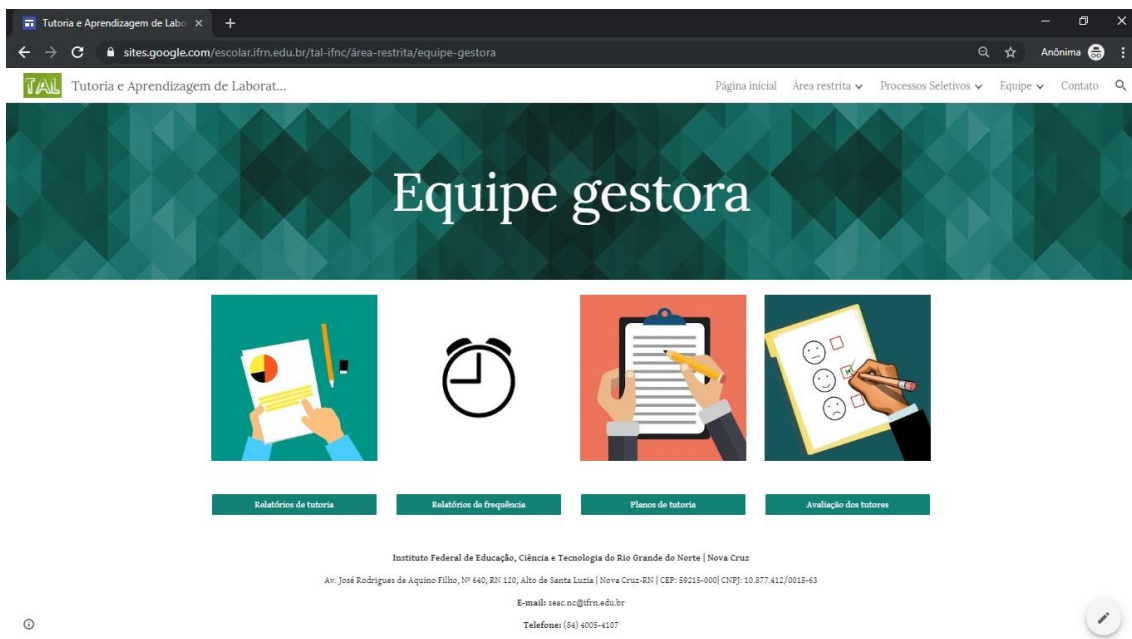 Tutoria e Aprendizagem de Labo
sites.google.com/escolar.ifrn.edu.br/tal-ifnc/área-restrita/equipe-gestora
Anônima
TAL
Tutoria e Aprendizagem de Laborat...
Página inicial Área restrita Processos Seletivos Equipe Contato
Equipe gestora
Relatórios de tutoria Relatórios de frequência Planos de tutoria Avaliação dos tutores
Instituto Federal de Educação, Ciência e Tecnologia do Rio Grande do Norte | Nova Cruz
Av. José Rodrigues de Aquino Filho, Nº 640, RN 120, Alto de Santa Luzia | Nova Cruz-RN | CEP: 59215-000| CNPJ: 10.877.412/0015-63
E-mail: seac.nc@ifrn.edu.br
Telefone: (84) 4005-4107